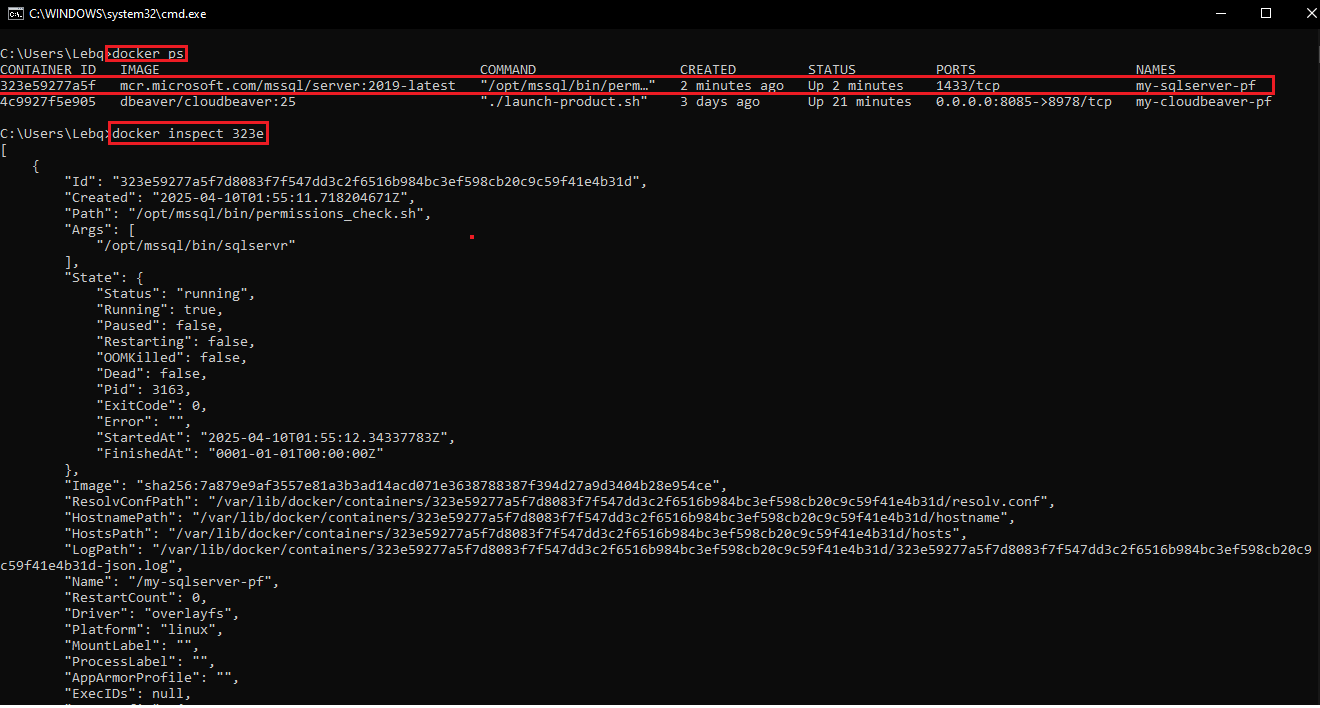 C:\WINDOWS\system32\cmd.exe
C:\Users\Lebq>docker ps
CONTAINER ID   IMAGE                                        COMMAND                  CREATED         STATUS          PORTS                    NAMES
323e59277a5f   mcr.microsoft.com/mssql/server:2019-latest   "/opt/mssql/bin/perm…"   2 minutes ago   Up 2 minutes    1433/tcp                 my-sqlserver-pf
4c9927f5e905   dbeaver/cloudbeaver:25                       "./launch-product.sh"    3 days ago      Up 21 minutes   0.0.0.0:8085->8978/tcp   my-cloudbeaver-pf
C:\Users\Lebq>docker inspect 323e
[
    {
        "Id": "323e59277a5f7d8083f7f547dd3c2f6516b984bc3ef598cb20c9c59f41e4b31d",
        "Created": "2025-04-10T01:55:11.718204671Z",
        "Path": "/opt/mssql/bin/permissions_check.sh",
        "Args": [
            "/opt/mssql/bin/sqlservr"
        ],
        "State": {
            "Status": "running",
            "Running": true,
            "Paused": false,
            "Restarting": false,
            "OOMKilled": false,
            "Dead": false,
            "Pid": 3163,
            "ExitCode": 0,
            "Error": "",
            "StartedAt": "2025-04-10T01:55:12.34337783Z",
            "FinishedAt": "0001-01-01T00:00:00Z"
        },
        "Image": "sha256:7a879e9af3557e81a3b3ad14acd071e3638788387f394d27a9d3404b28e954ce",
        "ResolvConfPath": "/var/lib/docker/containers/323e59277a5f7d8083f7f547dd3c2f6516b984bc3ef598cb20c9c59f41e4b31d/resolv.conf",
        "HostnamePath": "/var/lib/docker/containers/323e59277a5f7d8083f7f547dd3c2f6516b984bc3ef598cb20c9c59f41e4b31d/hostname",
        "HostsPath": "/var/lib/docker/containers/323e59277a5f7d8083f7f547dd3c2f6516b984bc3ef598cb20c9c59f41e4b31d/hosts",
        "LogPath": "/var/lib/docker/containers/323e59277a5f7d8083f7f547dd3c2f6516b984bc3ef598cb20c9c59f41e4b31d/323e59277a5f7d8083f7f547dd3c2f6516b984bc3ef598cb20c9
c59f41e4b31d-json.log",
        "Name": "/my-sqlserver-pf",
        "RestartCount": 0,
        "Driver": "overlayfs",
        "Platform": "linux",
        "MountLabel": "",
        "ProcessLabel": "",
        "AppArmorProfile": "",
        "ExecIDs": null,